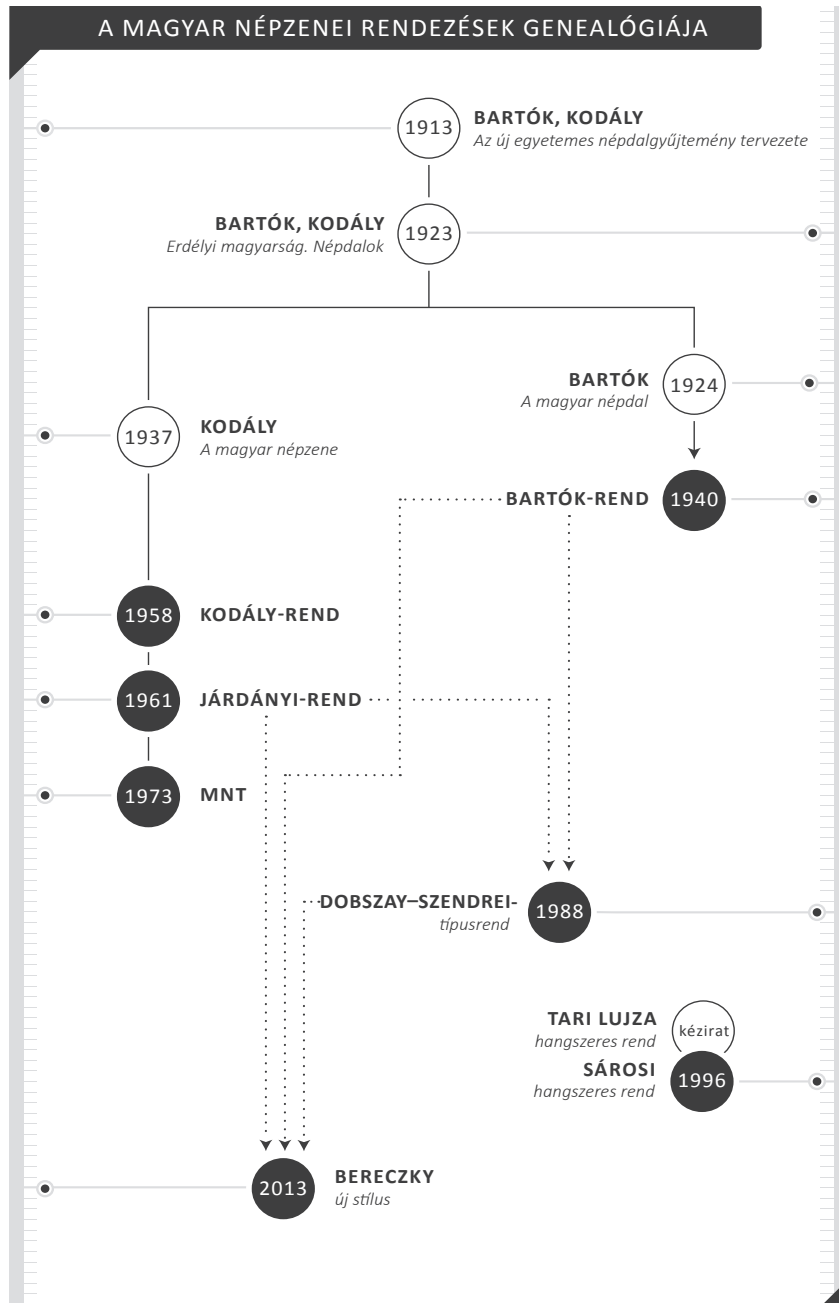 A MAGYAR NÉPZENEI RENDEZÉSEK GENEALÓGIÁJA
1913
BARTÓK, KODÁLY
Az új egyetemes népdalgyűjtemény tervezete
BARTÓK, KODÁLY
Erdélyi magyarság. Népdalok
1923
BARTÓK
A magyar népdal
1924
1937
KODÁLY
A magyar népzene
BARTÓK-REND
1940
1958
KODÁLY-REND
1961
JÁRDÁNYI-REND
1973
MNT
DOBSZAY–SZENDREI-
típusrend
1988
TARI LUJZA
hangszeres rend
kézirat
SÁROSI
hangszeres rend
1996
2013
BERECZKY
új stílus